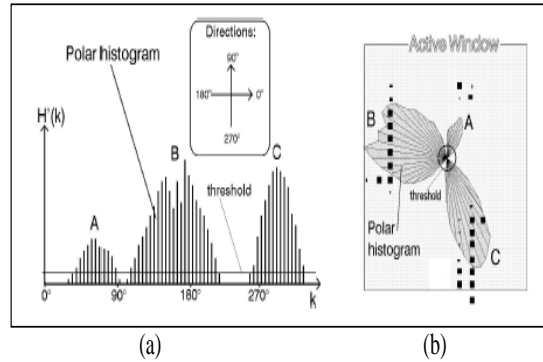 Directions:
90°
180°
0°
270°
Polar histogram
H'(k)
A
B
C
threshold
0°
90°
180°
270°
k
(a)
Active Window
B
A
threshold
Polar
histogram
C
(b)